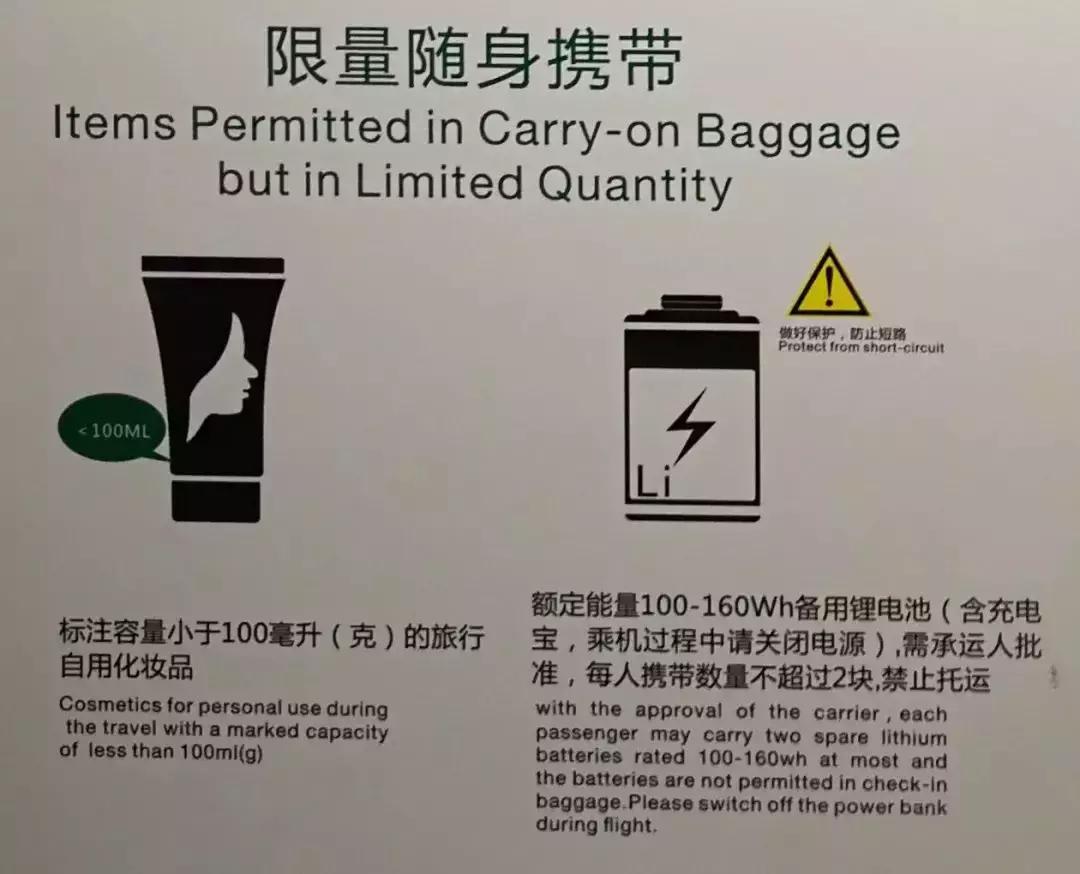 限量随身携带
Items Permitted in Carry-on Baggage
but in Limited Quantity
做好保护，防止短路
Protect from short-circuit
<100ML
Li
标注容量小于100毫升（克）的旅行
自用化妆品
Cosmetics for personal use during
the travel with a marked capacity
of less than 100ml(g)
额定能量100-160Wh备用锂电池（含充电
宝，乘机过程中请关闭电源）,需承运人批
准，每人携带数量不超过2块,禁止托运
with the approval of the carrier , each
passenger may carry two spare lithium
batteries rated 100-160wh at most and
the batteries are not permitted in check-in
baggage.Please switch off the power bank
during flight.